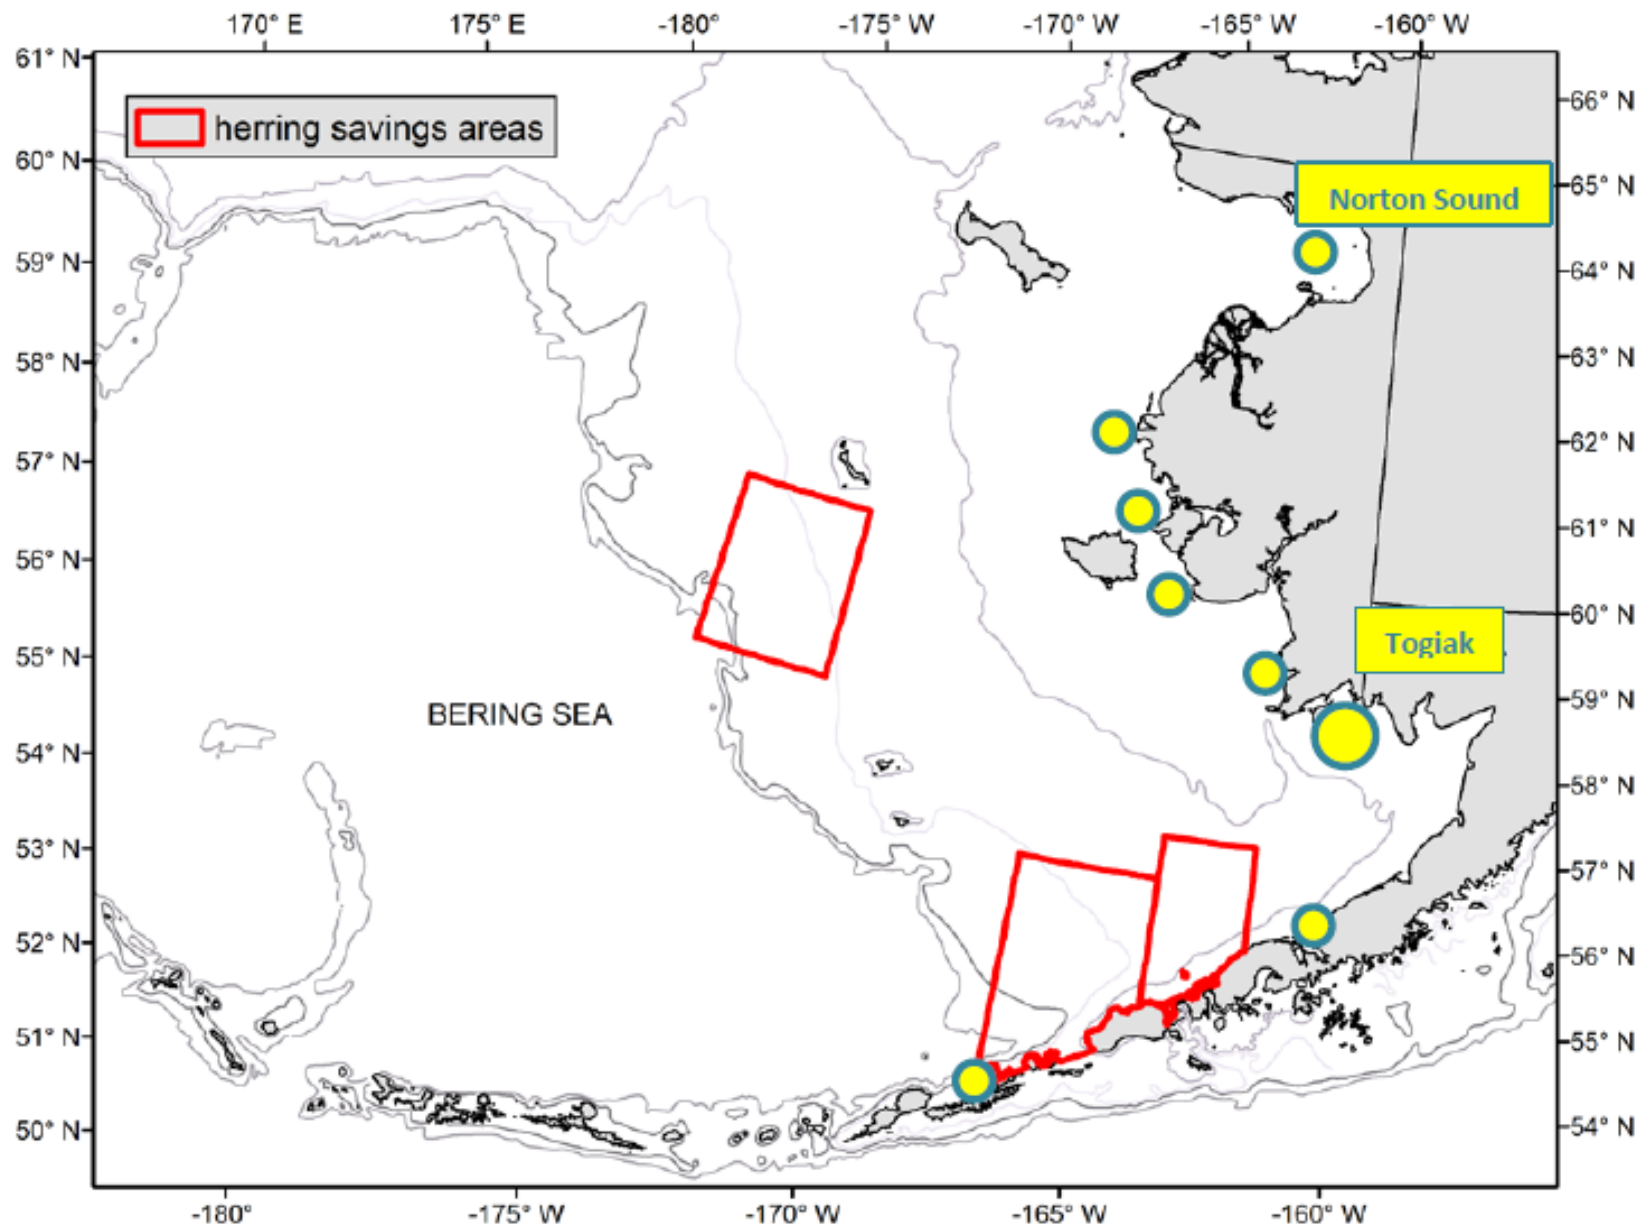 170° E 175° E -180° -175° W -170° W -165° W -160° W
61° N
66° N
herring savings areas
60° N
65° N
Norton Sound
59° N
64° N
58° N
63° N
57° N
62° N
61° N
56° N
60° N
55° N
Togiak
59° N
BERING SEA
54° N
58° N
53° N
57° N
52° N
56° N
51° N
55° N
50° N
54° N
-180° -175° W -170° W -165° W -160° W